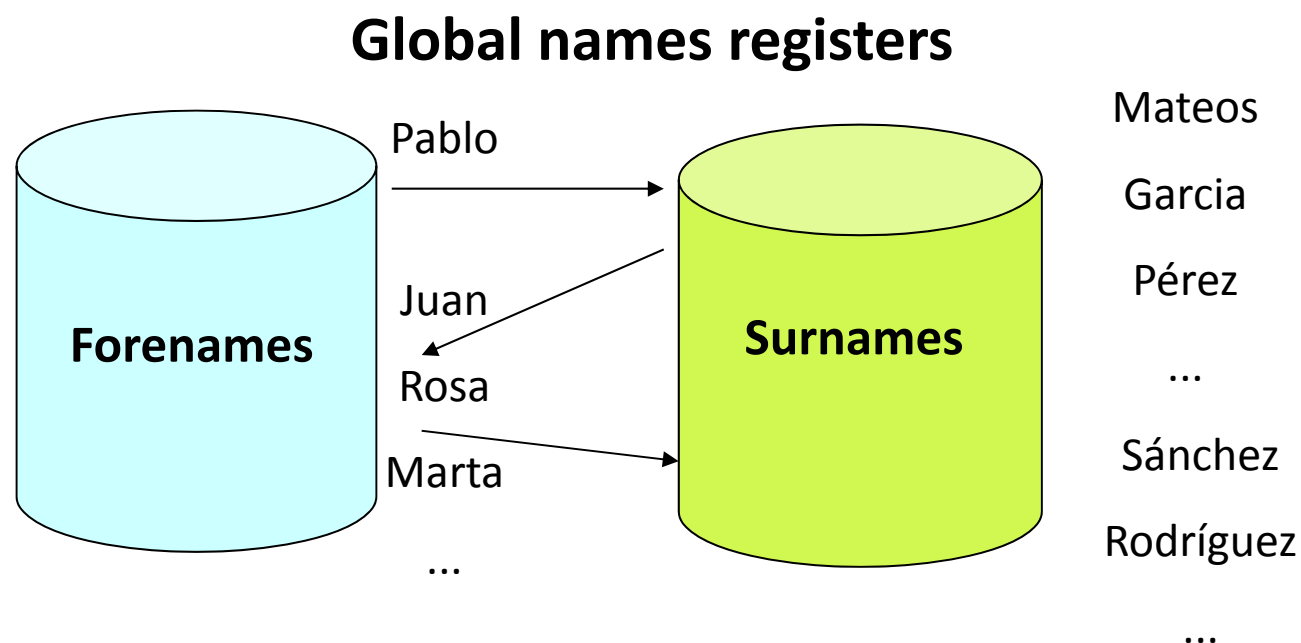 Global names registers
Forenames
Pablo
Juan
Rosa
Marta
...
Surnames
Mateos
Garcia
Pérez
...
Sánchez
Rodríguez
...